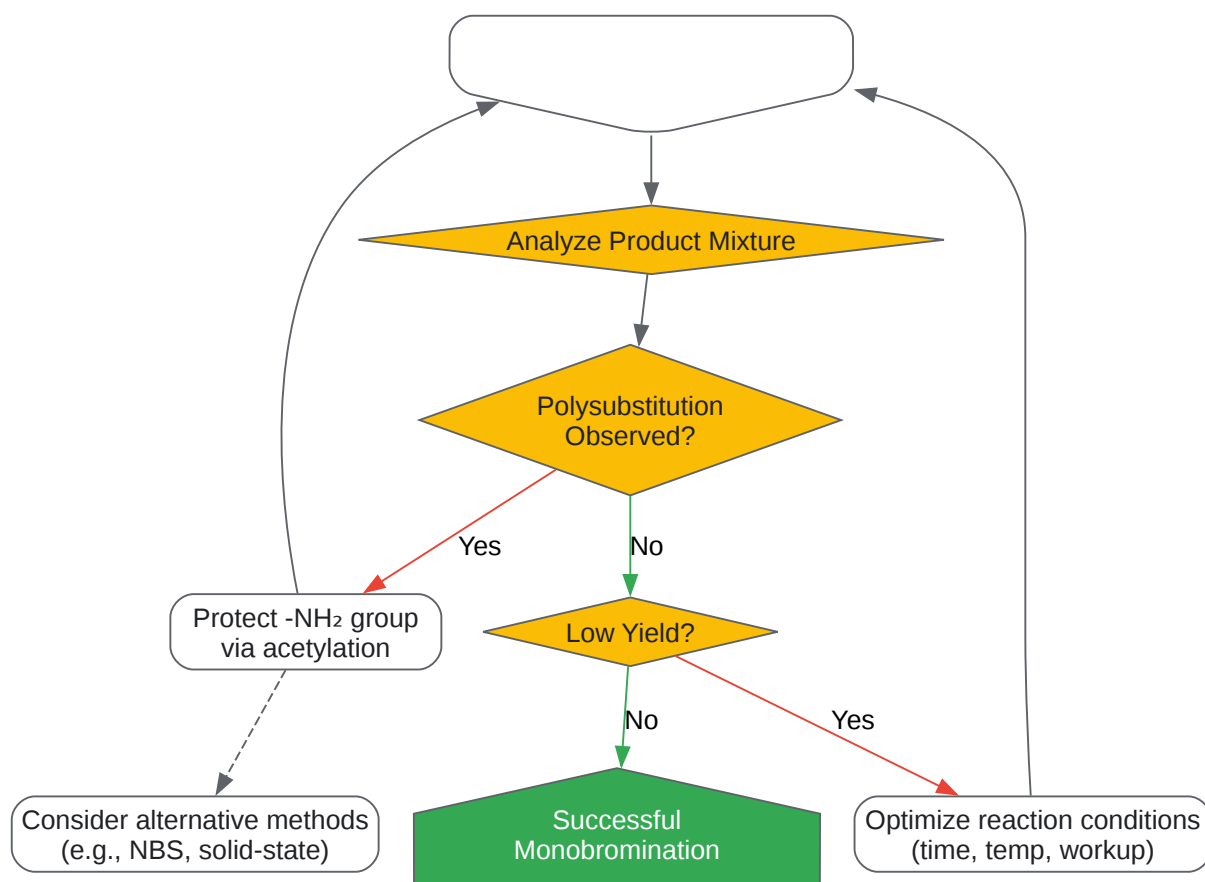 Analyze Product Mixture
Polysubstitution
Observed?
Yes
No
Protect -NH₂ group
via acetylation
Low Yield?
No
Yes
Consider alternative methods
(e.g., NBS, solid-state)
Successful
Monobromination
Optimize reaction conditions
(time, temp, workup)